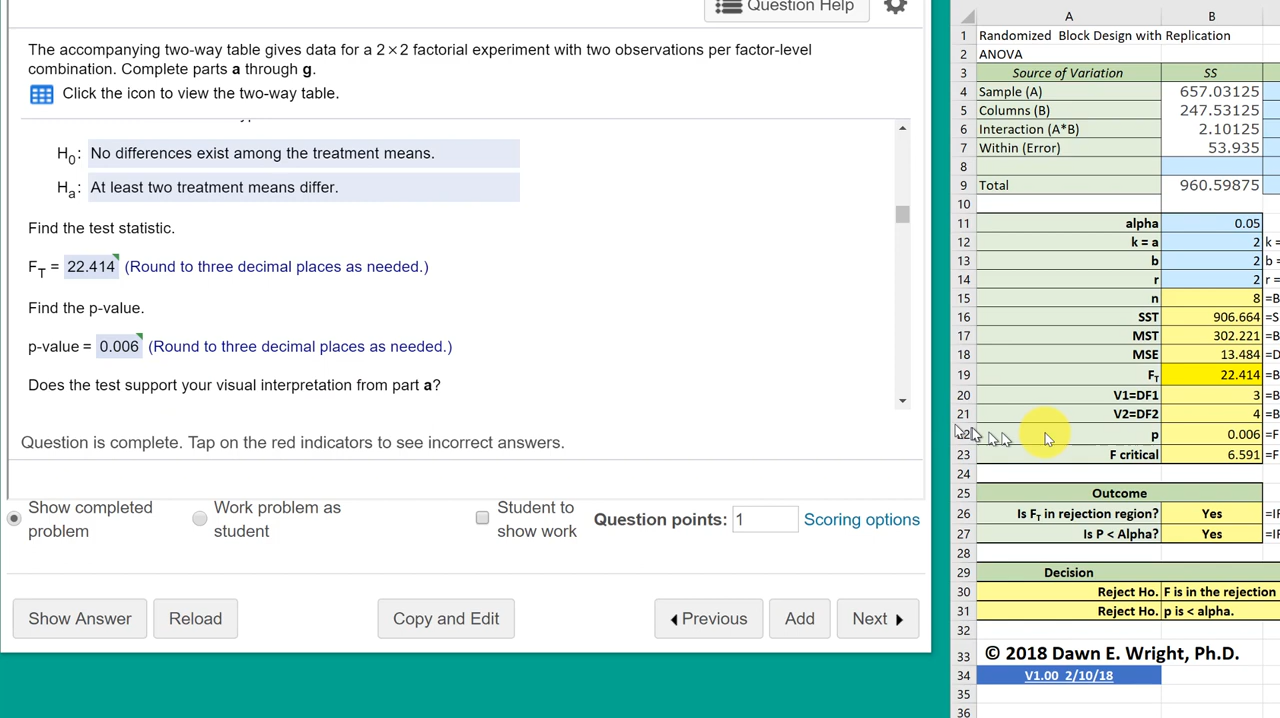 Question Help
The accompanying two-way table gives data for a 2×2 factorial experiment with two observations per factor-level
combination. Complete parts a through g.
Click the icon to view the two-way table.
H0: No differences exist among the treatment means.
Ha: At least two treatment means differ.
Find the test statistic.
FT = 22.414 (Round to three decimal places as needed.)
Find the p-value.
p-value = 0.006 (Round to three decimal places as needed.)
Does the test support your visual interpretation from part a?
Question is complete. Tap on the red indicators to see incorrect answers.
Show completed problem
Work problem as student
Student to show work
Question points: 1
Scoring options
Show Answer
Reload
Copy and Edit
Previous
Add
Next
A B
1 Randomized Block Design with Replication
2 ANOVA
3 Source of Variation SS
4 Sample (A) 657.03125
5 Columns (B) 247.53125
6 Interaction (A*B) 2.10125
7 Within (Error) 53.935
8
9 Total 960.59875
10
11 alpha 0.05
12 k = a 2 k =
13 b 2 b =
14 r 2 r =
15 n 8 =B
16 SST 906.664 =S
17 MST 302.221 =B
18 MSE 13.484 =D
19 FT 22.414 =B
20 V1=DF1 3 =B
21 V2=DF2 4 =B
22 p 0.006 =F
23 F critical 6.591 =F
24
25 Outcome
26 Is FT in rejection region? Yes =IF
27 Is P < Alpha? Yes =IF
28
29 Decision
30 Reject Ho. F is in the rejection
31 Reject Ho. p is < alpha.
32
33 © 2018 Dawn E. Wright, Ph.D.
34 V1.00 2/10/18
35
36